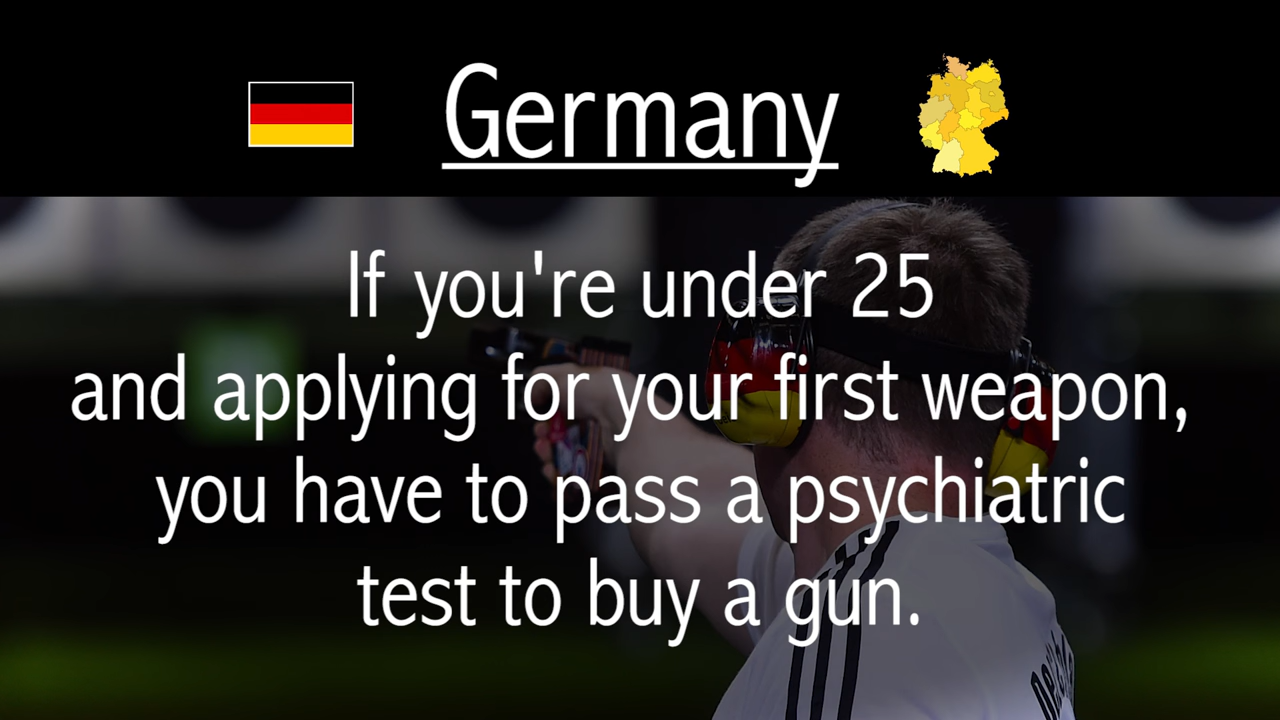 Germany
If you're under 25
and applying for your first weapon,
you have to pass a psychiatric
test to buy a gun.